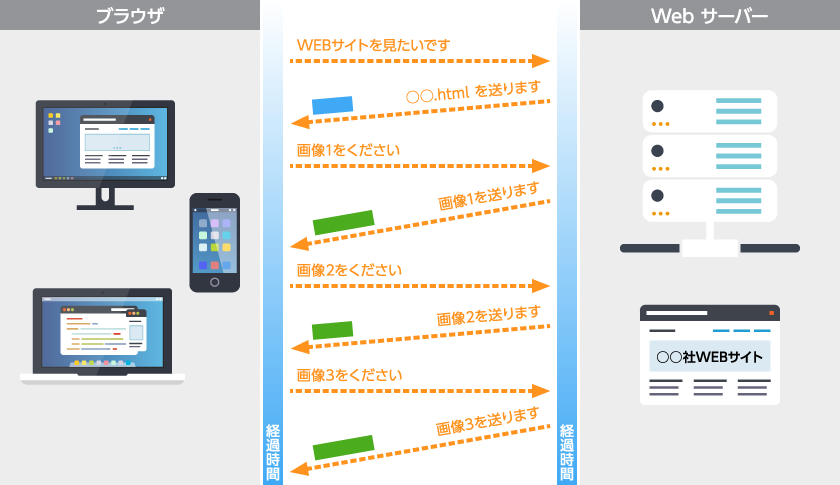 ブラウザ
Web サーバー
WEBサイトを見たいです
〇〇.html を送ります
画像1をください
画像1を送ります
画像2をください
画像2を送ります
画像3をください
画像3を送ります
経過時間
経過時間
〇〇社WEBサイト